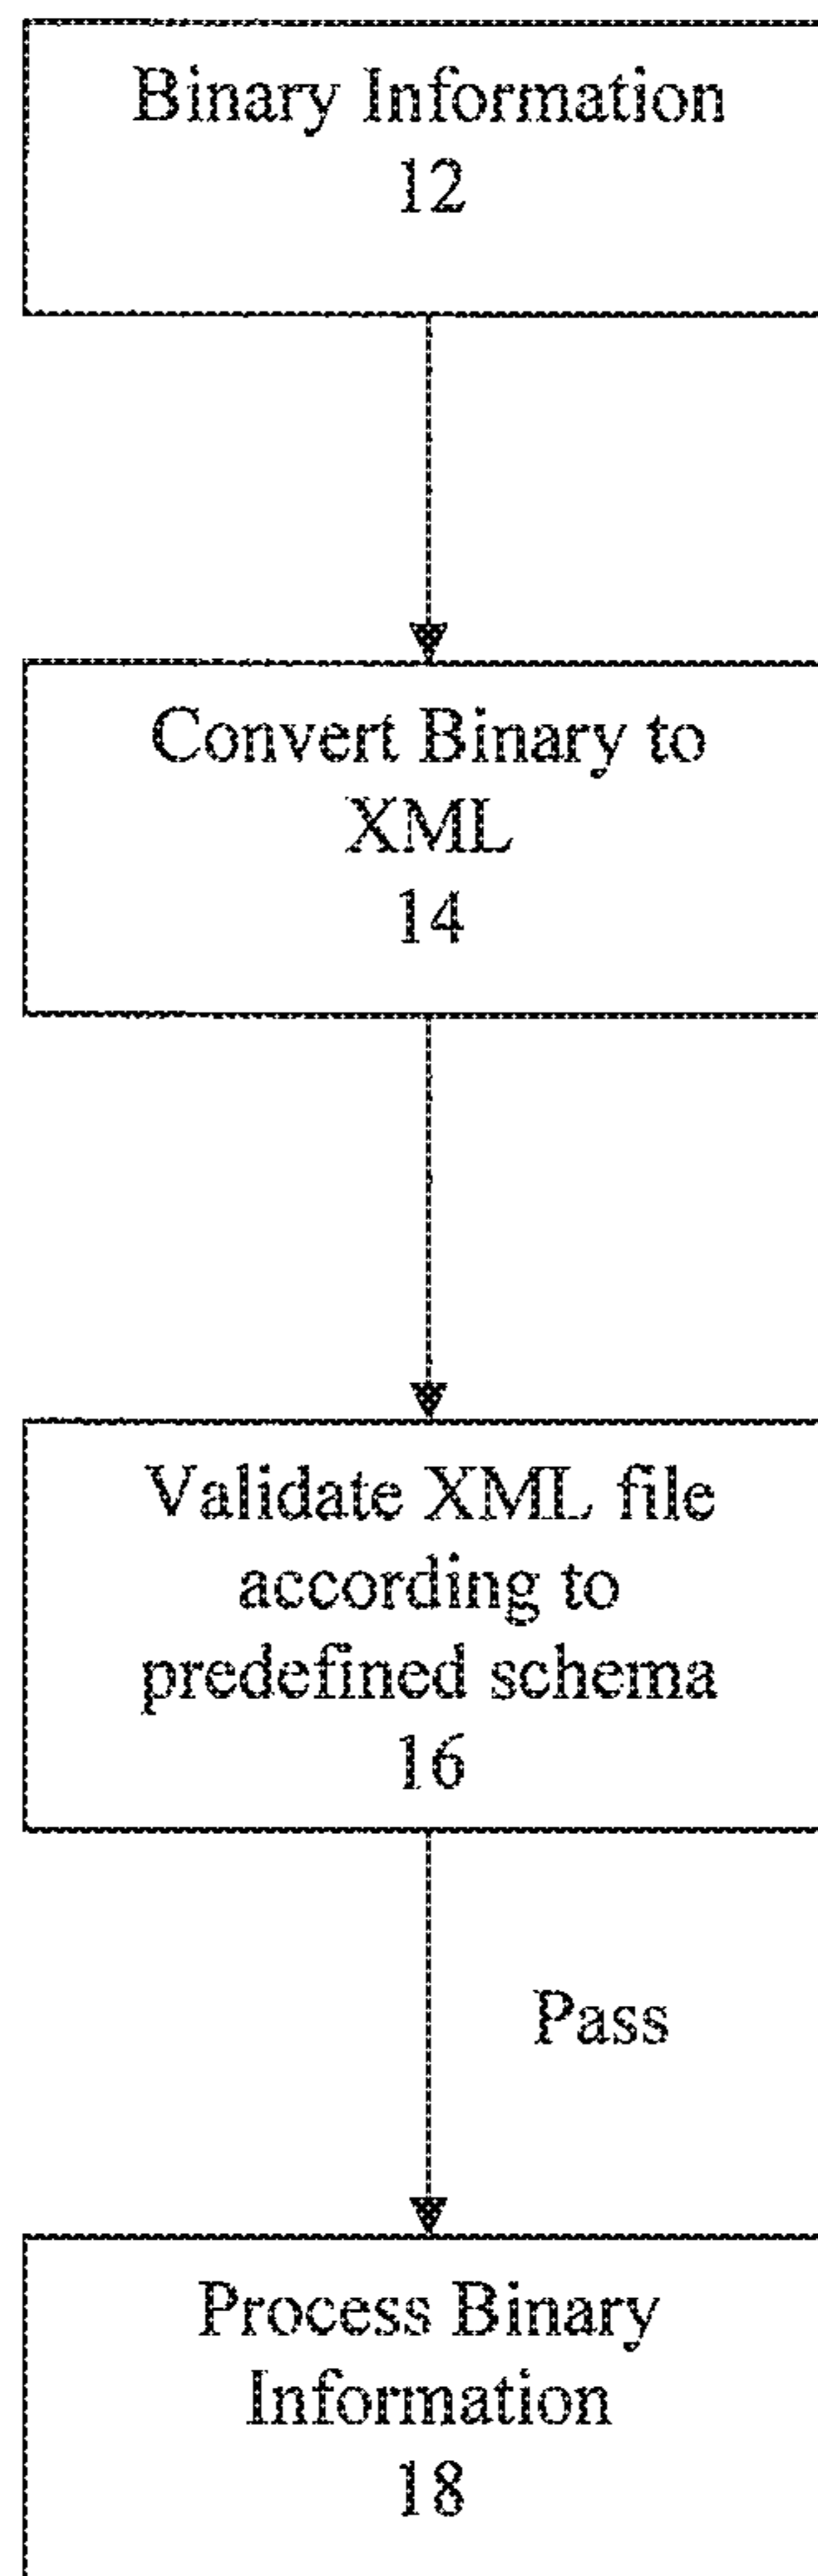 Binary Information
12
Convert Binary to
XML
14
Validate XML file
according to
predefined schema
16
Pass
Process Binary
Information
18